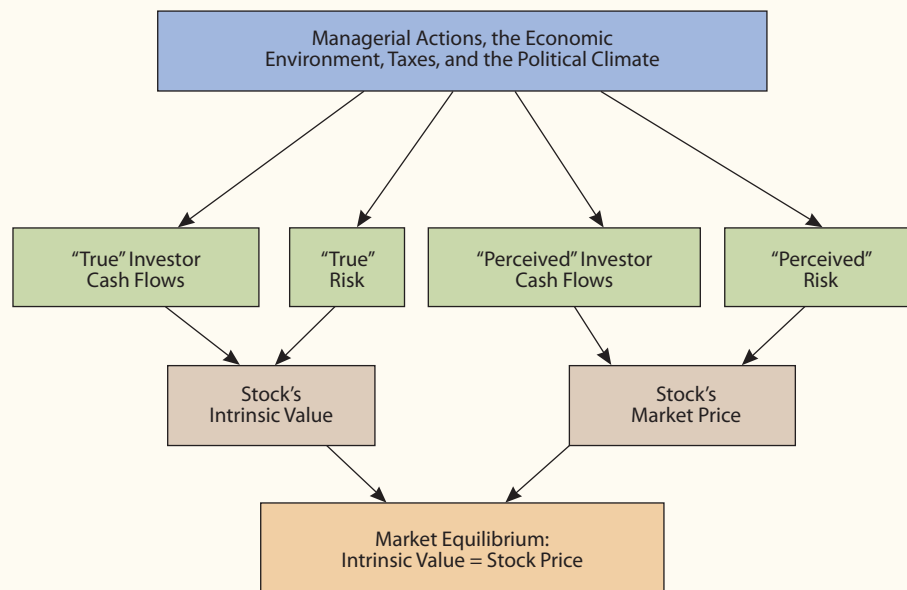 Managerial Actions, the Economic
Environment, Taxes, and the Political Climate
“True” Investor
Cash Flows
“True”
Risk
“Perceived” Investor
Cash Flows
“Perceived”
Risk
Stock’s
Intrinsic Value
Stock’s
Market Price
Market Equilibrium:
Intrinsic Value = Stock Price